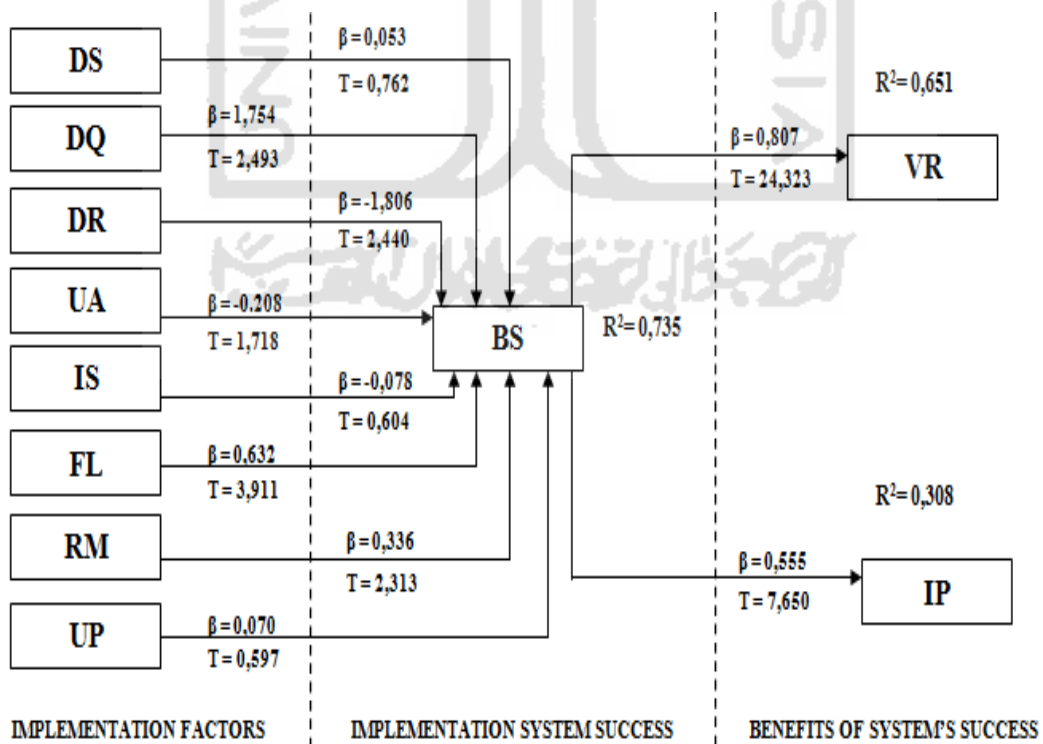 DS
β=0,053
T=0,762
DQ
β=1,754
T=2,493
DR
β=-1,806
T=2,440
UA
β=-0.208
T=1,718
IS
β=-0,078
T=0,604
FL
β=0,632
T=3,911
RM
β=0,336
T=2,313
UP
β=0,070
T=0,597
BS
R²=0,735
R²=0,651
β=0,807
T=24,323
VR
R²=0,308
β=0,555
T=7,650
IP
IMPLEMENTATION FACTORS
IMPLEMENTATION SYSTEM SUCCESS
BENEFITS OF SYSTEM'S SUCCESS